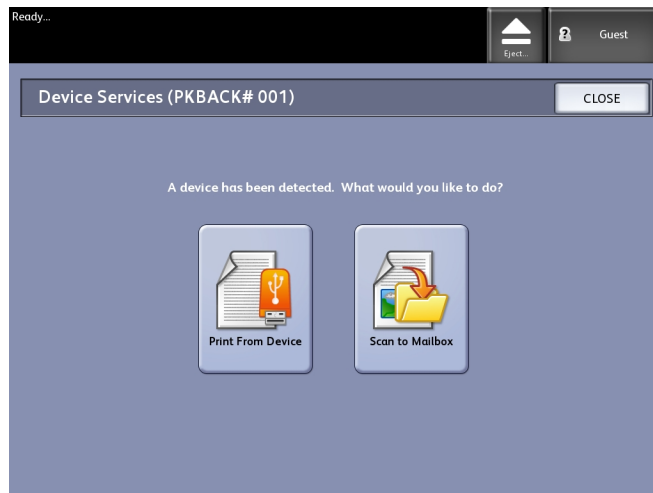 Ready...
Eject...
Guest
Device Services (PKBACK# 001)
CLOSE
A device has been detected. What would you like to do?
Print From Device
Scan to Mailbox